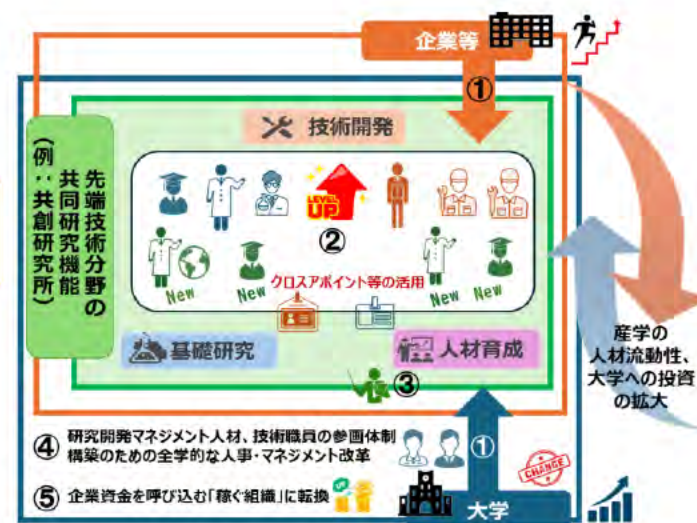 企業等
①
技術開発
先端技術分野の
共同研究機能
(例:共創研究所)
LEVEL
UP
②
New
New
クロスアポイント等の活用
New
New
基礎研究
人材育成
③
産学の
人材流動性、
大学への投資
の拡大
④ 研究開発マネジメント人材、技術職員の参画体制
構築のための全学的な人事・マネジメント改革
①
CHANGE
⑤ 企業資金を呼び込む「稼ぐ組織」に転換
UP
大学